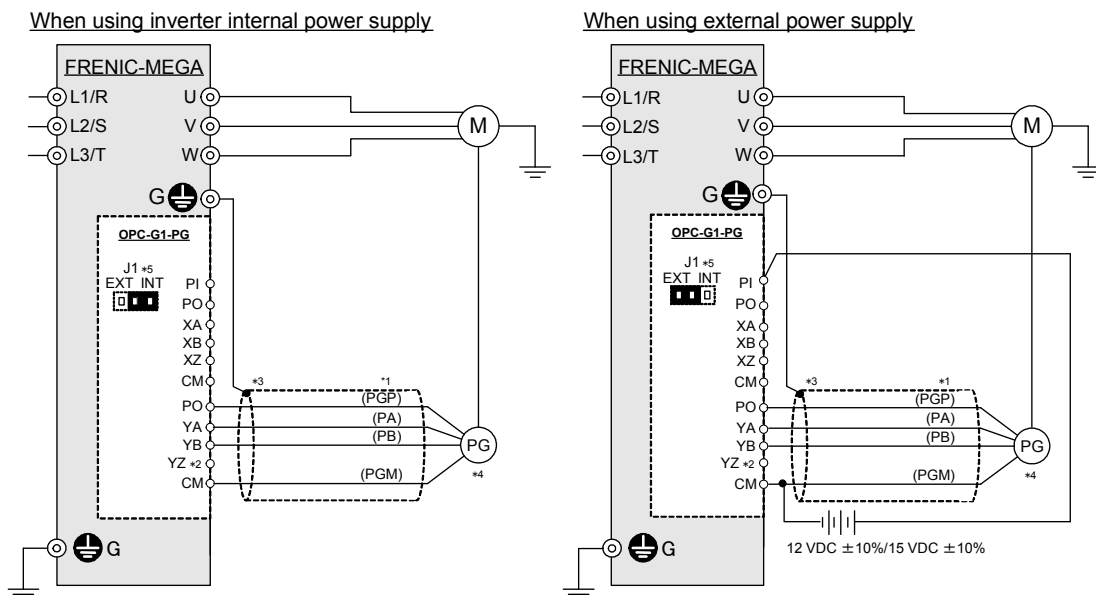 When using inverter internal power supply
FRENIC-MEGA
L1/R
U
L2/S
V
M
L3/T
W
G
OPC-G1-PG
J1 *5
EXT INT
PI
PO
XA
XB
XZ
CM
*3
*1
PO
(PGP)
YA
(PA)
YB
(PB)
PG
YZ *2
*4
CM
(PGM)
G
When using external power supply
FRENIC-MEGA
L1/R
U
L2/S
V
M
L3/T
W
G
OPC-G1-PG
J1 *5
EXT INT
PI
PO
XA
XB
XZ
CM
*3
*1
PO
(PGP)
YA
(PA)
YB
(PB)
PG
YZ *2
*4
CM
(PGM)
12 VDC ±10%/15 VDC ±10%
G